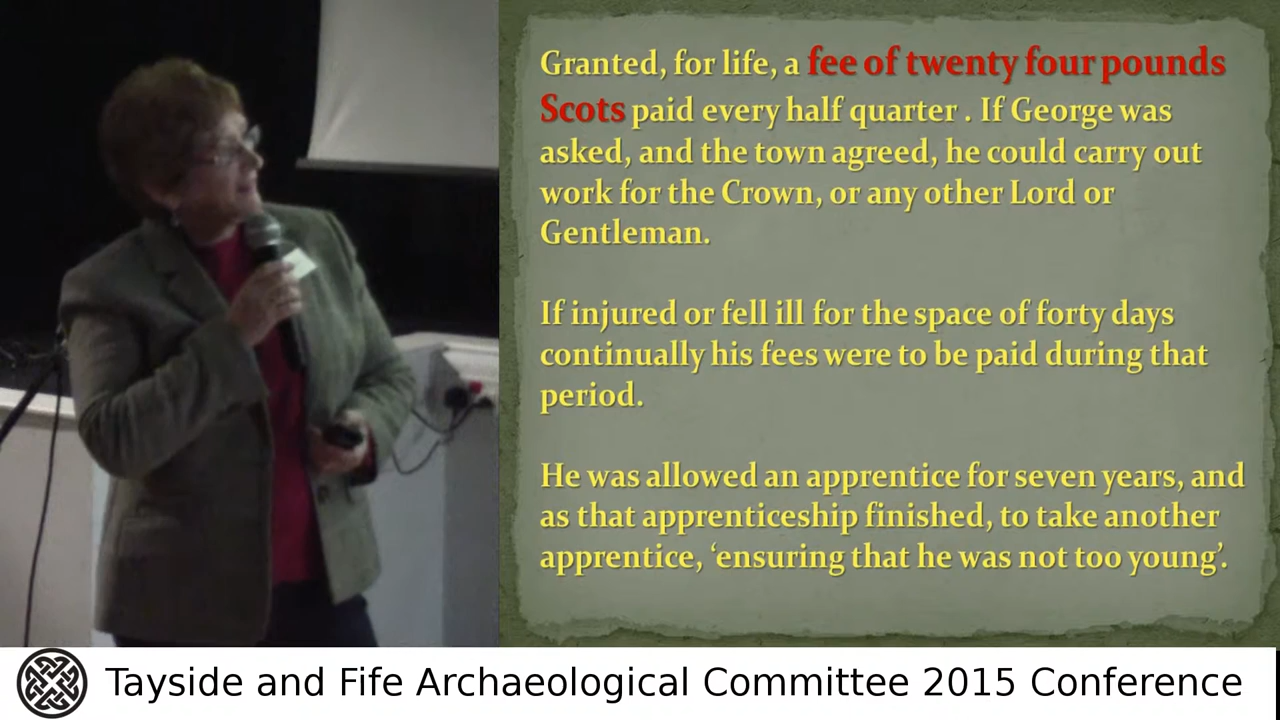 Granted, for life, a fee of twenty four pounds
Scots paid every half quarter . If George was
asked, and the town agreed, he could carry out
work for the Crown, or any other Lord or
Gentleman.
If injured or fell ill for the space of forty days
continually his fees were to be paid during that
period.
He was allowed an apprentice for seven years, and
as that apprenticeship finished, to take another
apprentice, ‘ensuring that he was not too young’.
Tayside and Fife Archaeological Committee 2015 Conference